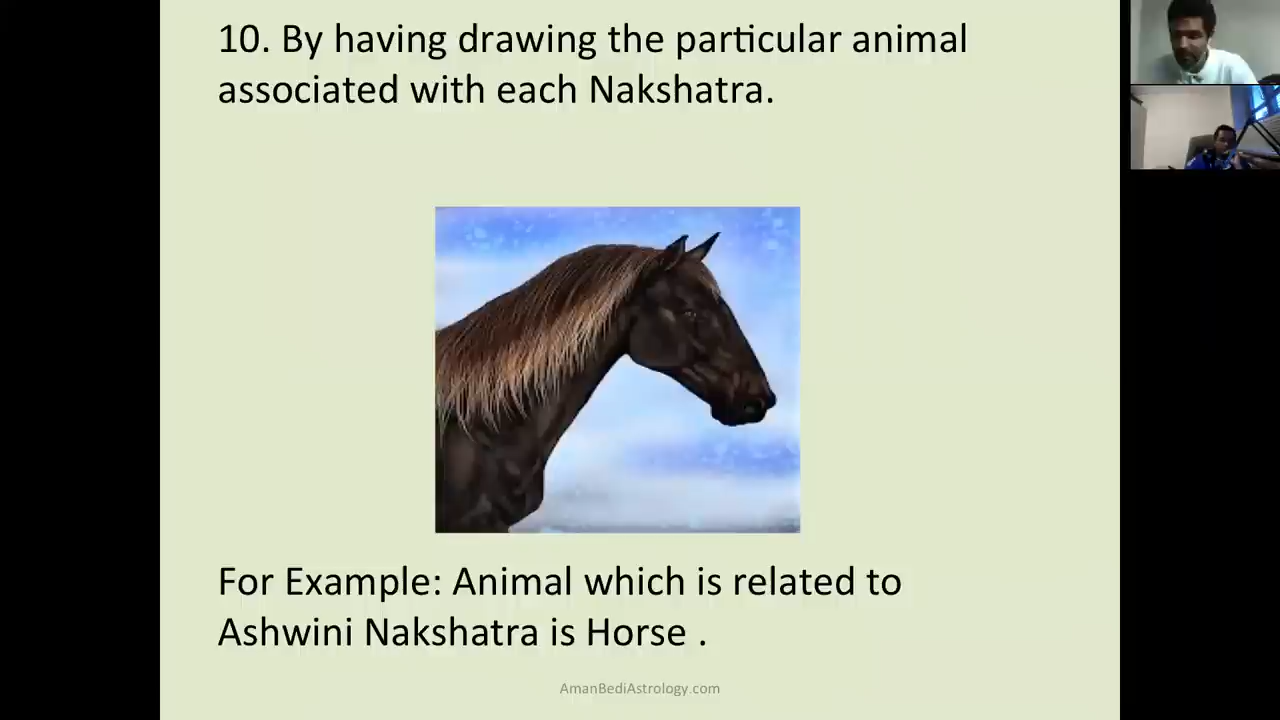 10. By having drawing the particular animal
associated with each Nakshatra.
For Example: Animal which is related to
Ashwini Nakshatra is Horse .
AmanBediAstrology.com